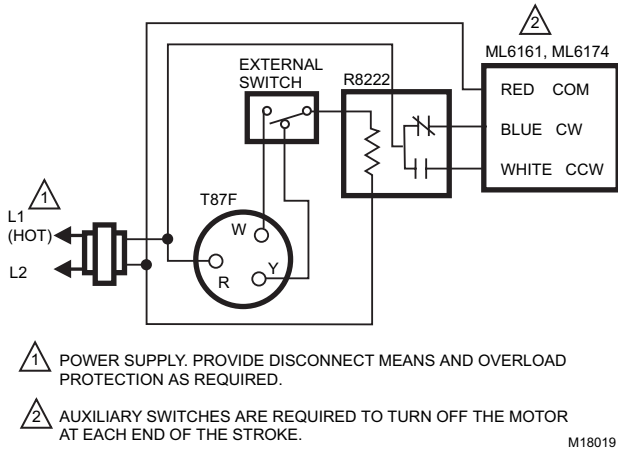 2
ML6161, ML6174
EXTERNAL
SWITCH
R8222
RED COM
BLUE CW
WHITE CCW
1
L1
(HOT)
L2
T87F
W
R
Y
1 POWER SUPPLY. PROVIDE DISCONNECT MEANS AND OVERLOAD
PROTECTION AS REQUIRED.
2 AUXILIARY SWITCHES ARE REQUIRED TO TURN OFF THE MOTOR
AT EACH END OF THE STROKE.
M18019